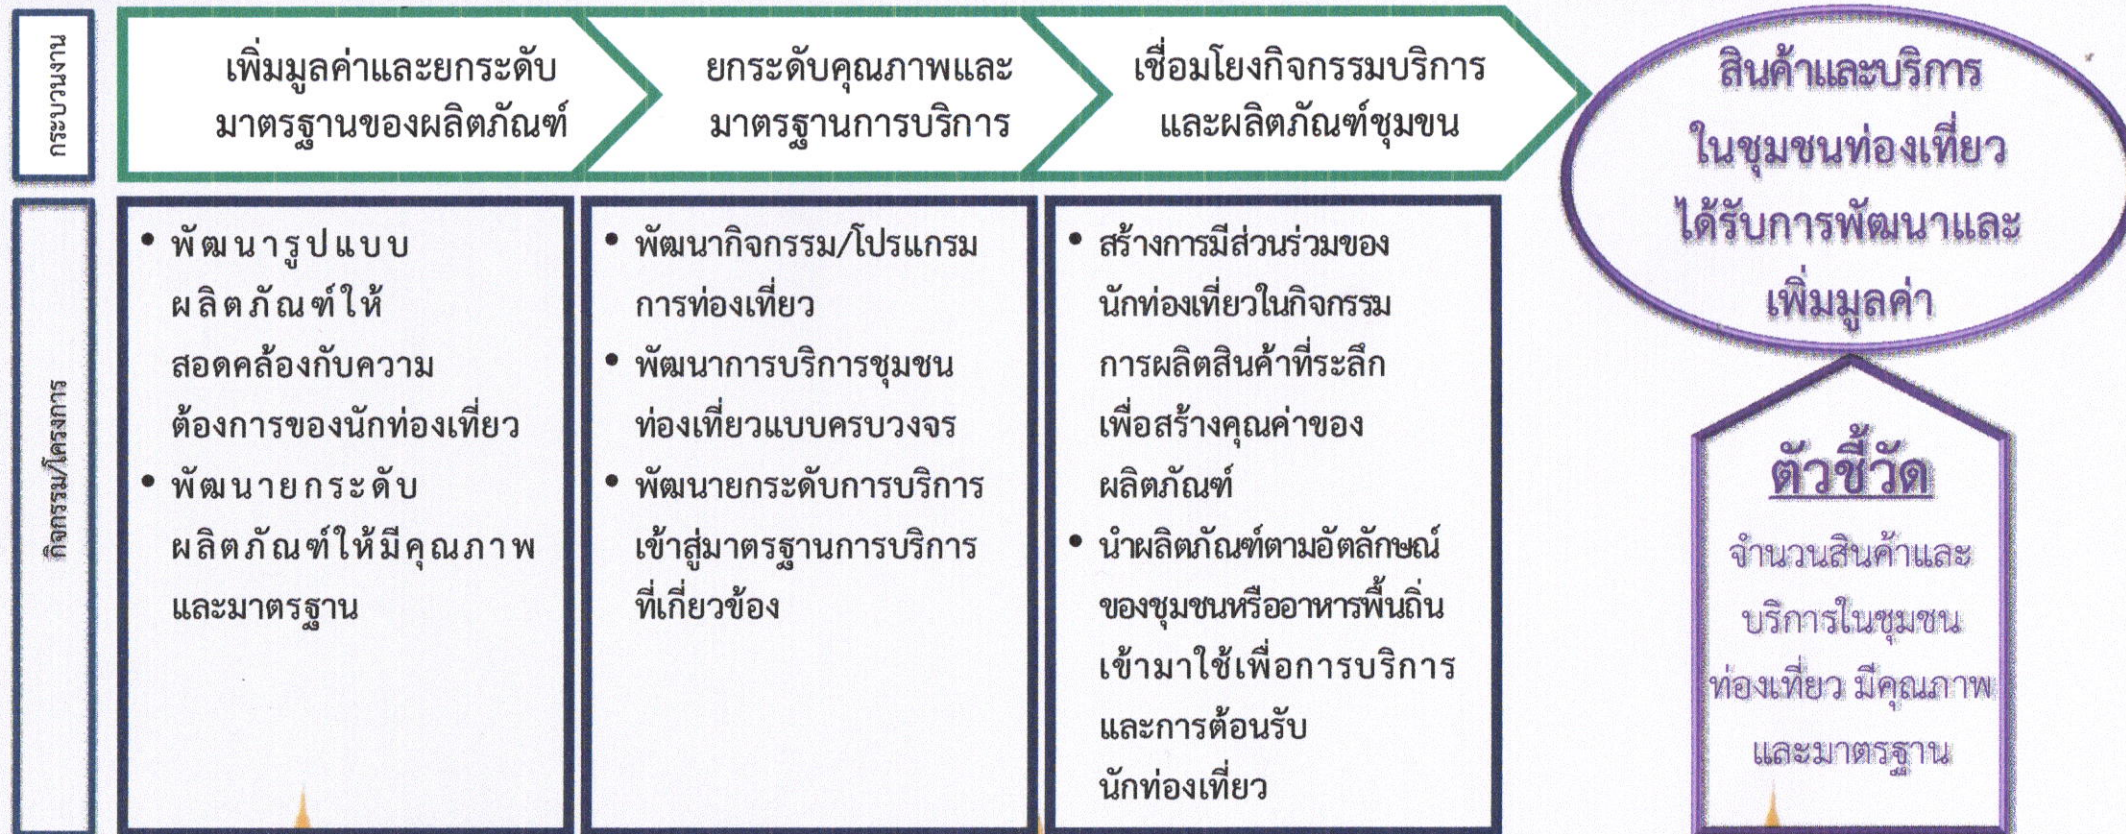 กระบวนงาน
เพิ่มมูลค่าและยกระดับ
มาตรฐานของผลิตภัณฑ์
ยกระดับคุณภาพและ
มาตรฐานการบริการ
เชื่อมโยงกิจกรรมบริการ
และผลิตภัณฑ์ชุมขน
สินค้าและบริการ
ในชุมชนท่องเที่ยว
ได้รับการพัฒนาและ
เพิ่มมูลค่า
กิจกรรม/โครงการ
• พัฒนารูปแบบ
ผลิตภัณฑ์ให้
สอดคล้องกับความ
ต้องการของนักท่องเที่ยว
• พัฒนายกระดับ
ผลิตภัณฑ์ให้มีคุณภาพ
และมาตรฐาน
• พัฒนากิจกรรม/โปรแกรม
การท่องเที่ยว
• พัฒนาการบริการชุมชน
ท่องเที่ยวแบบครบวงจร
• พัฒนายกระดับการบริการ
เข้าสู่มาตรฐานการบริการ
ที่เกี่ยวข้อง
• สร้างการมีส่วนร่วมของ
นักท่องเที่ยวในกิจกรรม
การผลิตสินค้าที่ระลึก
เพื่อสร้างคุณค่าของ
ผลิตภัณฑ์
• นำผลิตภัณฑ์ตามอัตลักษณ์
ของชุมชนหรืออาหารพื้นถิ่น
เข้ามาใช้เพื่อการบริการ
และการต้อนรับ
นักท่องเที่ยว
ตัวชี้วัด
จำนวนสินค้าและ
บริการในชุมชน
ท่องเที่ยว มีคุณภาพ
และมาตรฐาน